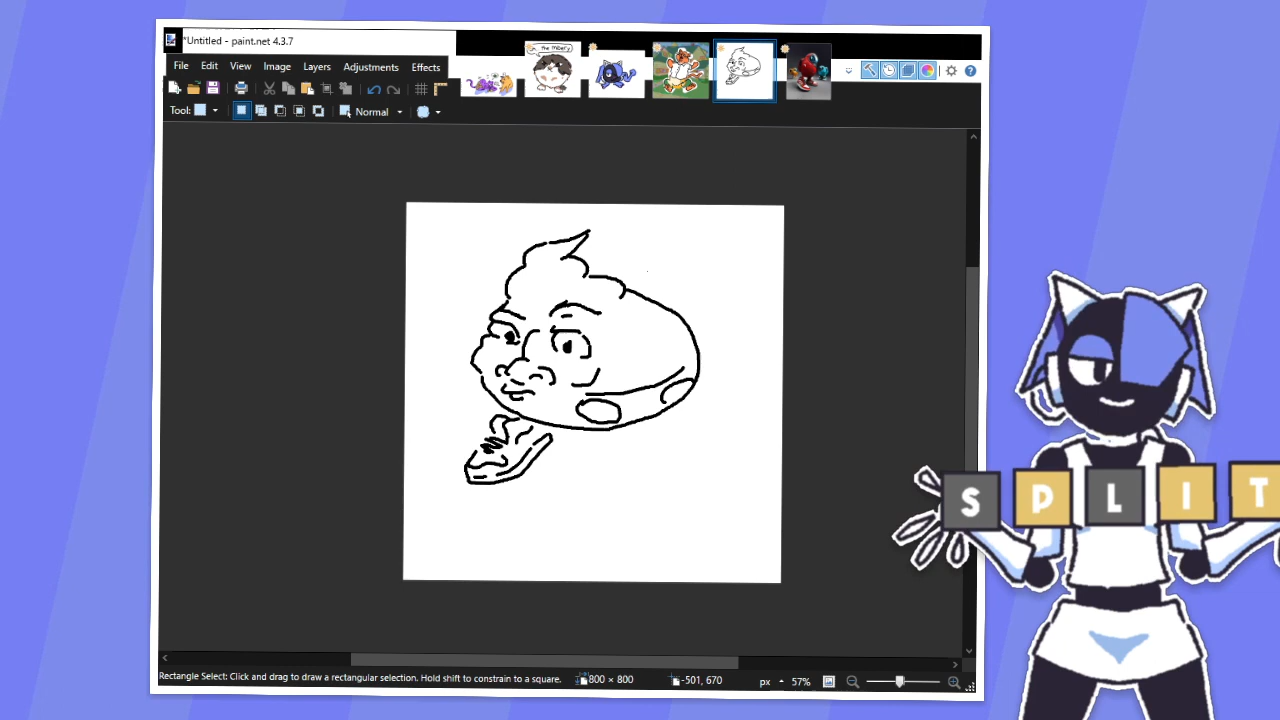 *Untitled - paint.net 4.3.7
File Edit View Image Layers Adjustments Effects
Tool: Normal
S P L I T
Rectangle Select: Click and drag to draw a rectangular selection. Hold shift to constrain to a square. 800 × 800 -501, 670 px 57%